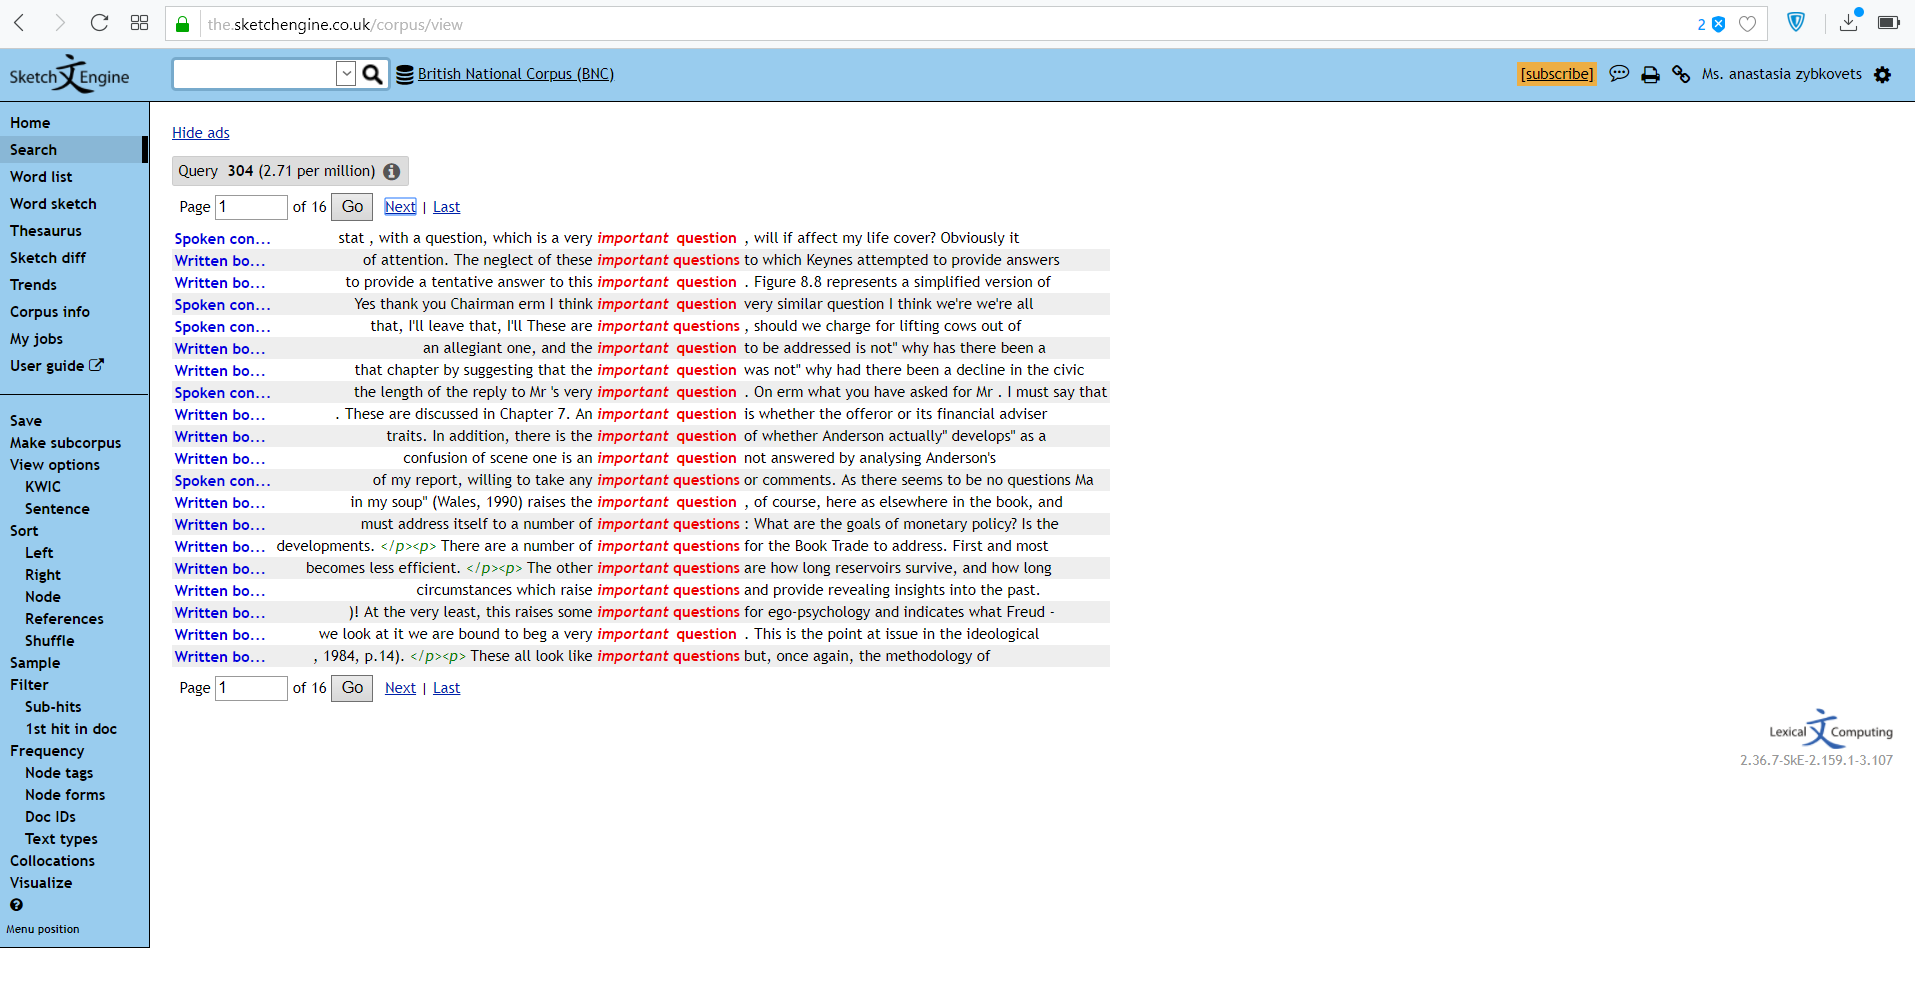 the.sketchengine.co.uk/corpus/view
2
Sketch Engine
British National Corpus (BNC)
[subscribe]
Ms. anastasia zybkovets
Home
Search
Word list
Word sketch
Thesaurus
Sketch diff
Trends
Corpus info
My jobs
User guide
Save
Make subcorpus
View options
KWIC
Sentence
Sort
Left
Right
Node
References
Shuffle
Sample
Filter
Sub-hits
1st hit in doc
Frequency
Node tags
Node forms
Doc IDs
Text types
Collocations
Visualize
?
Menu position
Hide ads
Query 304 (2.71 per million) i
Page 1 of 16 Go Next | Last
Spoken con... stat , with a question, which is a very important question , will if affect my life cover? Obviously it
Written bo... of attention. The neglect of these important questions to which Keynes attempted to provide answers
Written bo... to provide a tentative answer to this important question . Figure 8.8 represents a simplified version of
Spoken con... Yes thank you Chairman erm I think important question very similar question I think we're we're all
Spoken con... that, I'll leave that, I'll These are important questions , should we charge for lifting cows out of
Written bo... an allegiant one, and the important question to be addressed is not" why has there been a
Written bo... that chapter by suggesting that the important question was not" why had there been a decline in the civic
Spoken con... the length of the reply to Mr 's very important question . On erm what you have asked for Mr . I must say that
Written bo... . These are discussed in Chapter 7. An important question is whether the offeror or its financial adviser
Written bo... traits. In addition, there is the important question of whether Anderson actually" develops" as a
Written bo... confusion of scene one is an important question not answered by analysing Anderson's
Spoken con... of my report, willing to take any important questions or comments. As there seems to be no questions Ma
Written bo... in my soup" (Wales, 1990) raises the important question , of course, here as elsewhere in the book, and
Written bo... must address itself to a number of important questions : What are the goals of monetary policy? Is the
Written bo... developments. </p><p> There are a number of important questions for the Book Trade to address. First and most
Written bo... becomes less efficient. </p><p> The other important questions are how long reservoirs survive, and how long
Written bo... circumstances which raise important questions and provide revealing insights into the past.
Written bo... )! At the very least, this raises some important questions for ego-psychology and indicates what Freud -
Written bo... we look at it we are bound to beg a very important question . This is the point at issue in the ideological
Written bo... , 1984, p.14). </p><p> These all look like important questions but, once again, the methodology of
Page 1 of 16 Go Next | Last
Lexical Computing
2.36.7-SkE-2.159.1-3.107